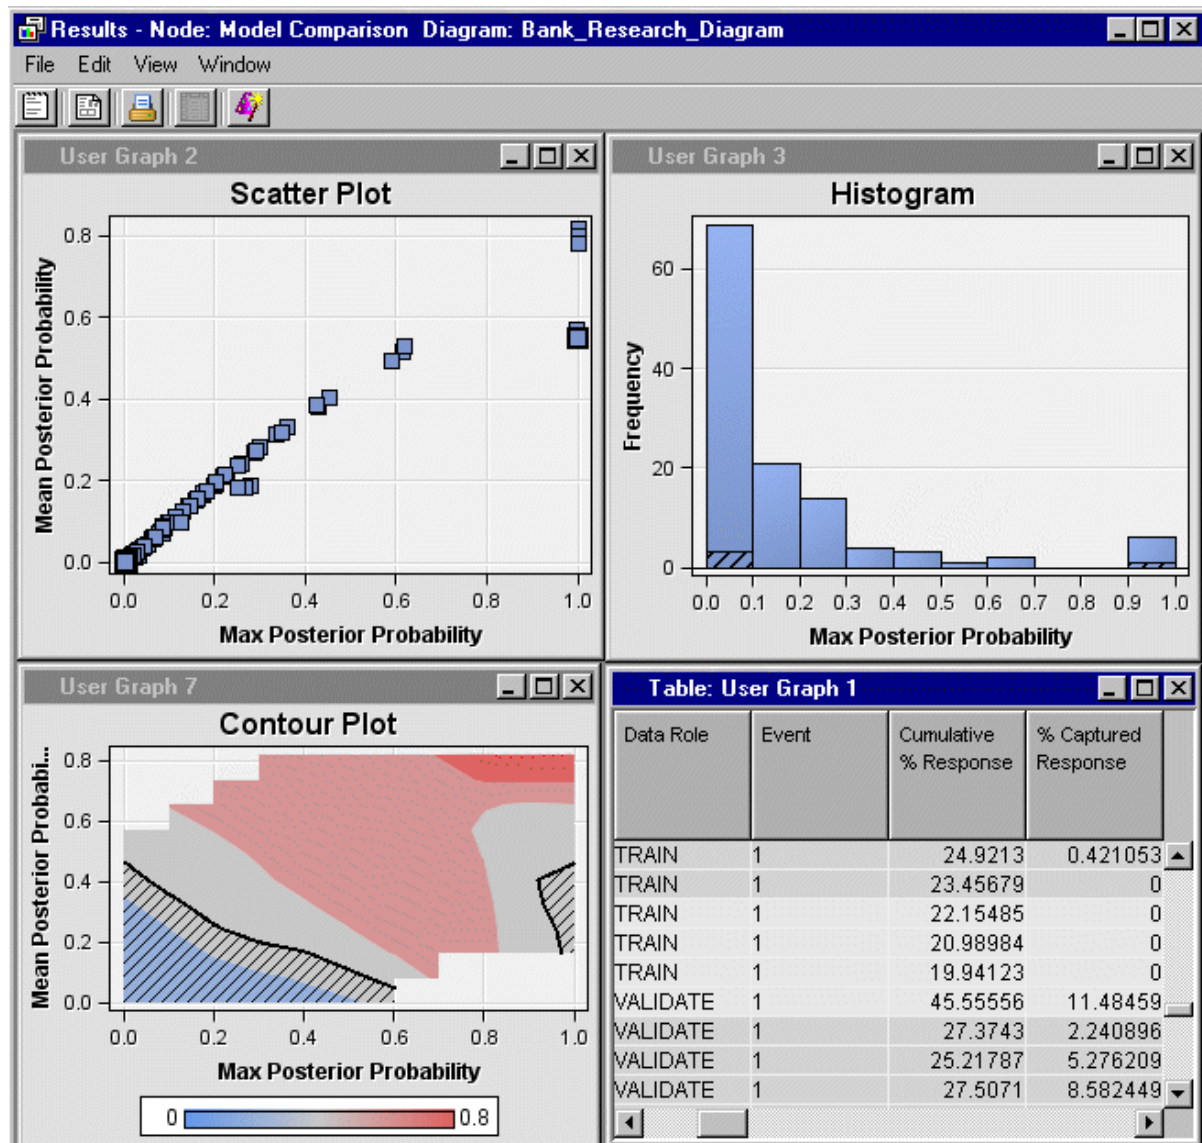 Results - Node: Model Comparison Diagram: Bank_Research_Diagram
File Edit View Window
User Graph 2
Scatter Plot
Mean Posterior Probability
0.8
0.6
0.4
0.2
0.0
0.0 0.2 0.4 0.6 0.8 1.0
Max Posterior Probability
User Graph 3
Histogram
Frequency
60
40
20
0
0.0 0.1 0.2 0.3 0.4 0.5 0.6 0.7 0.8 0.9 1.0
Max Posterior Probability
User Graph 7
Contour Plot
Mean Posterior Probabi...
0.8
0.6
0.4
0.2
0.0
0.0 0.2 0.4 0.6 0.8 1.0
Max Posterior Probability
0 0.8
Table: User Graph 1
Data Role Event Cumulative % Captured
% Response Response
TRAIN 1 24.9213 0.421053
TRAIN 1 23.45679 0
TRAIN 1 22.15485 0
TRAIN 1 20.98984 0
TRAIN 1 19.94123 0
VALIDATE 1 45.55556 11.48459
VALIDATE 1 27.3743 2.240896
VALIDATE 1 25.21787 5.276209
VALIDATE 1 27.5071 8.582449